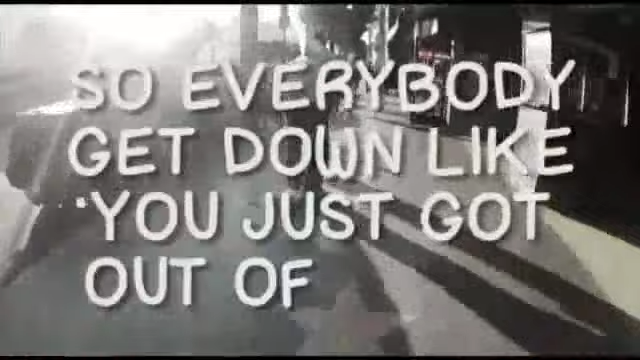 SO EVERYBODY
GET DOWN LIKE
YOU JUST GOT
OUT OF